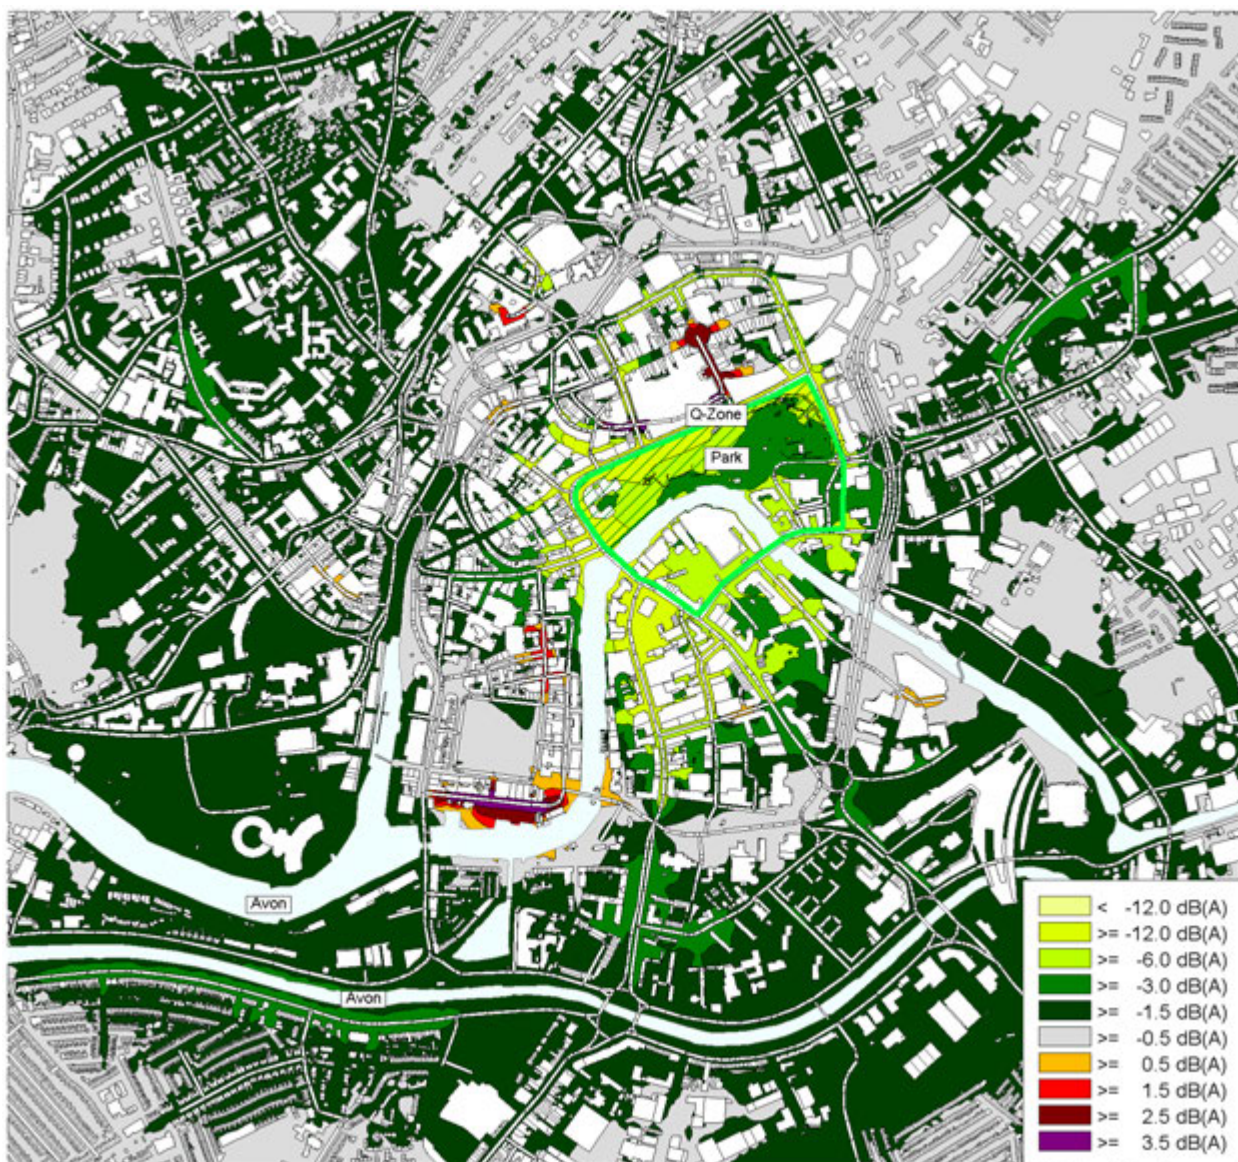 Q-Zone
Park
Avon
Avon
< -12.0 dB(A)
>= -12.0 dB(A)
>= -6.0 dB(A)
>= -3.0 dB(A)
>= -1.5 dB(A)
>= -0.5 dB(A)
>= 0.5 dB(A)
>= 1.5 dB(A)
>= 2.5 dB(A)
>= 3.5 dB(A)